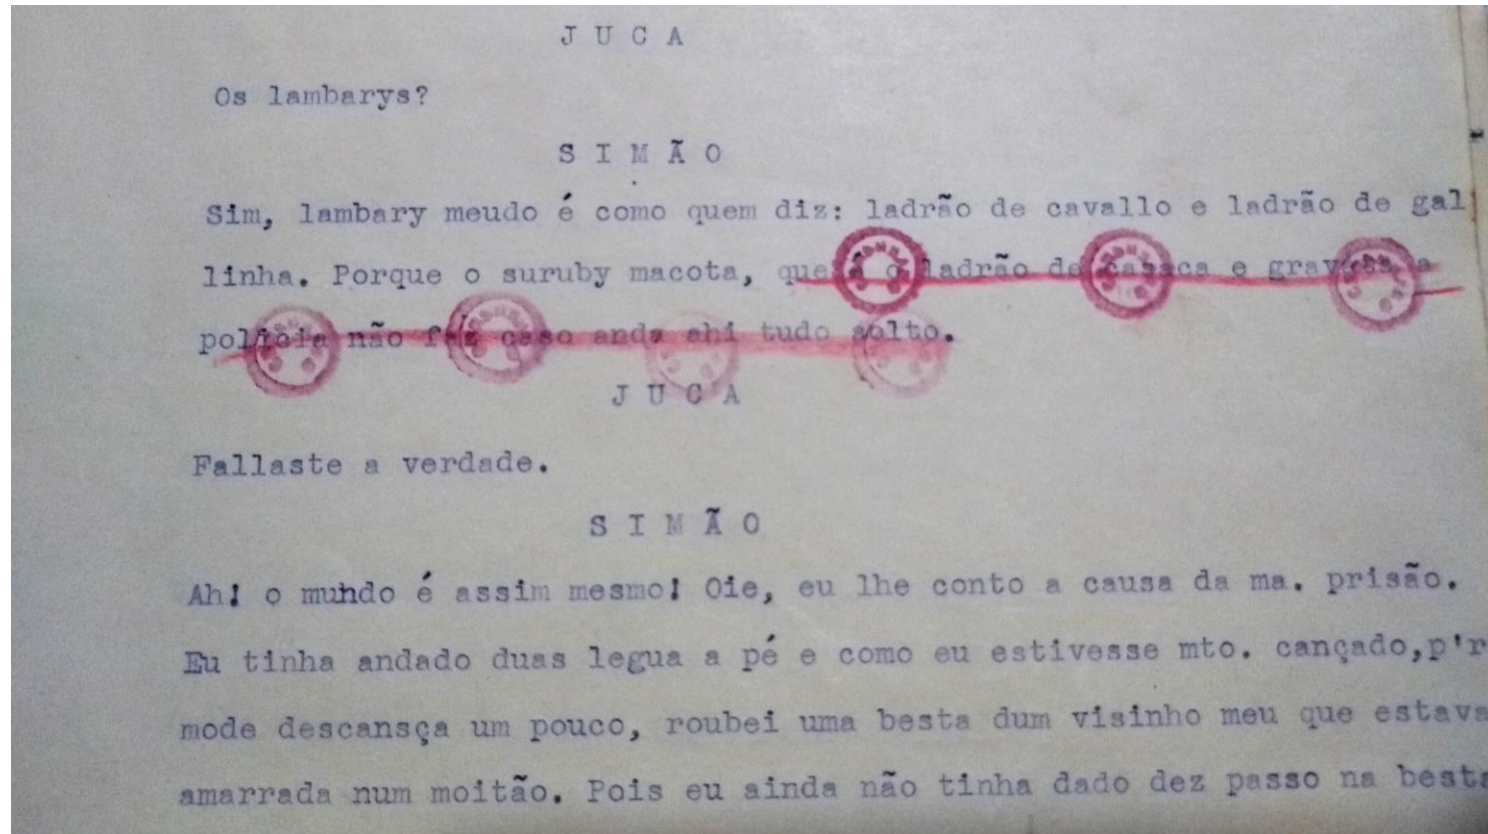 J U C A
Os lambarys?
S I M Ã O
Sim, lambary meudo é como quem diz: ladrão de cavallo e ladrão de gal
linha. Porque o suruby macota, que é o ladrão de casaca e gravata a
policia não faz caso anda ahi tudo solto.
J U C A
Fallaste a verdade.
S I M Ã O
Ah! o muhdo é assim mesmo! Oie, eu lhe conto a causa da ma. prisão.
Eu tinha andado duas legua a pé e como eu estivesse mto. cançado,p'r
mode descansça um pouco, roubei uma besta dum visinho meu que estava
amarrada num moitão. Pois eu ainda não tinha dado dez passo na besta